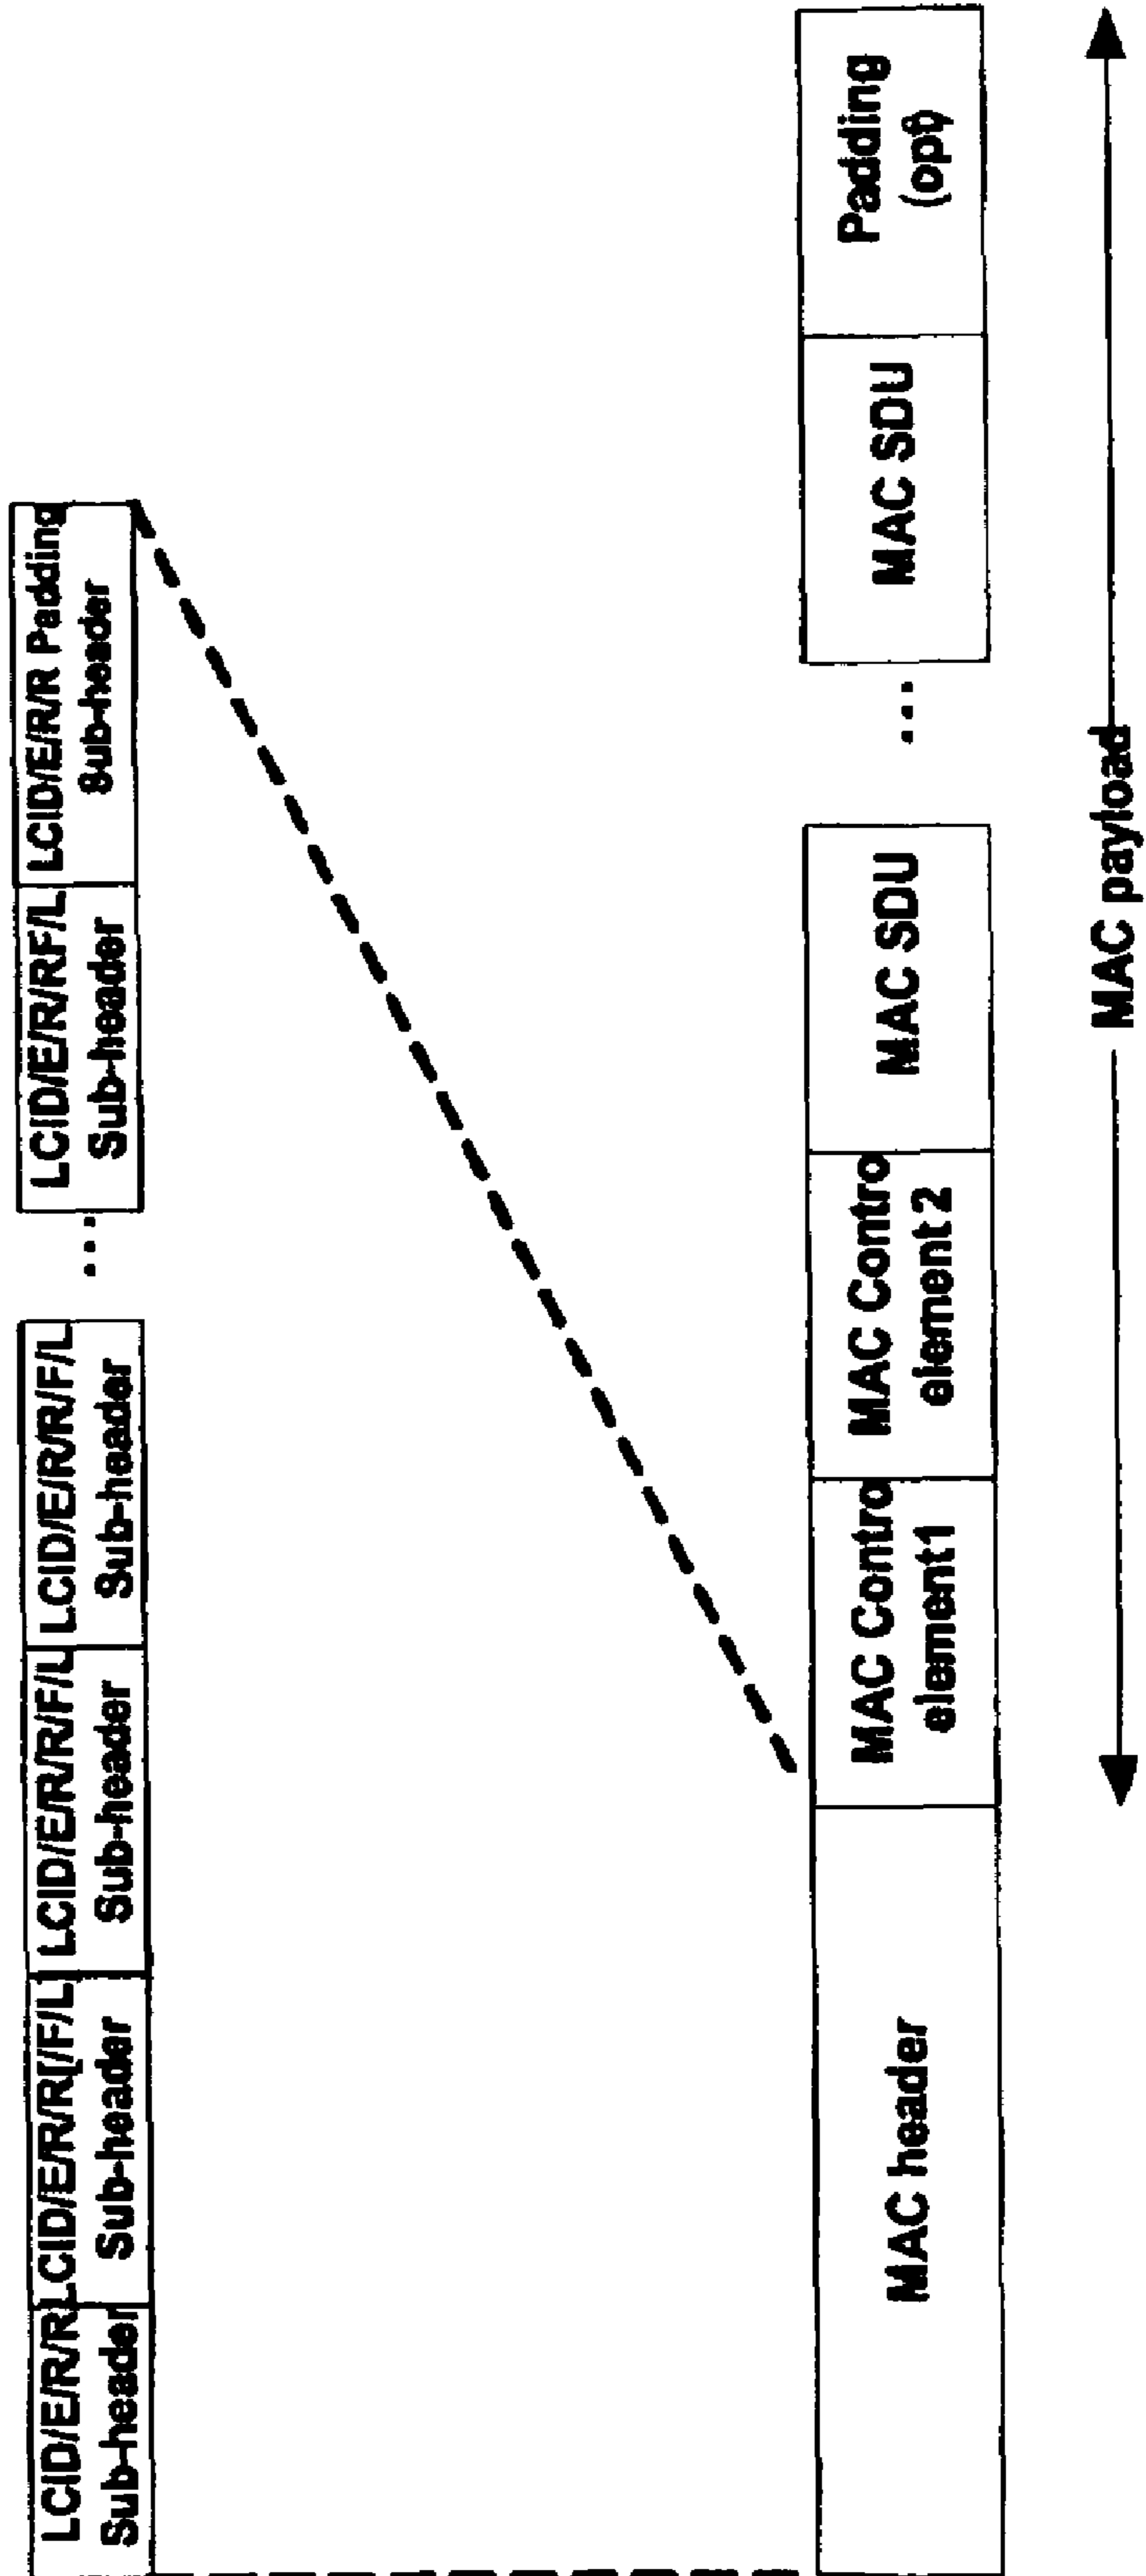 LCID/E/R/R
Sub-header
LCID/E/R/R[/F/L]
Sub-header
LCID/E/R/R/F/L
Sub-header
LCID/E/R/R/F/L
Sub-header
...
LCID/E/R/RF/L
Sub-header
LCID/E/R/R Padding
Sub-header
MAC header
MAC Contro
element1
MAC Contro
element 2
MAC SDU
...
MAC SDU
Padding
(opt)
MAC payload